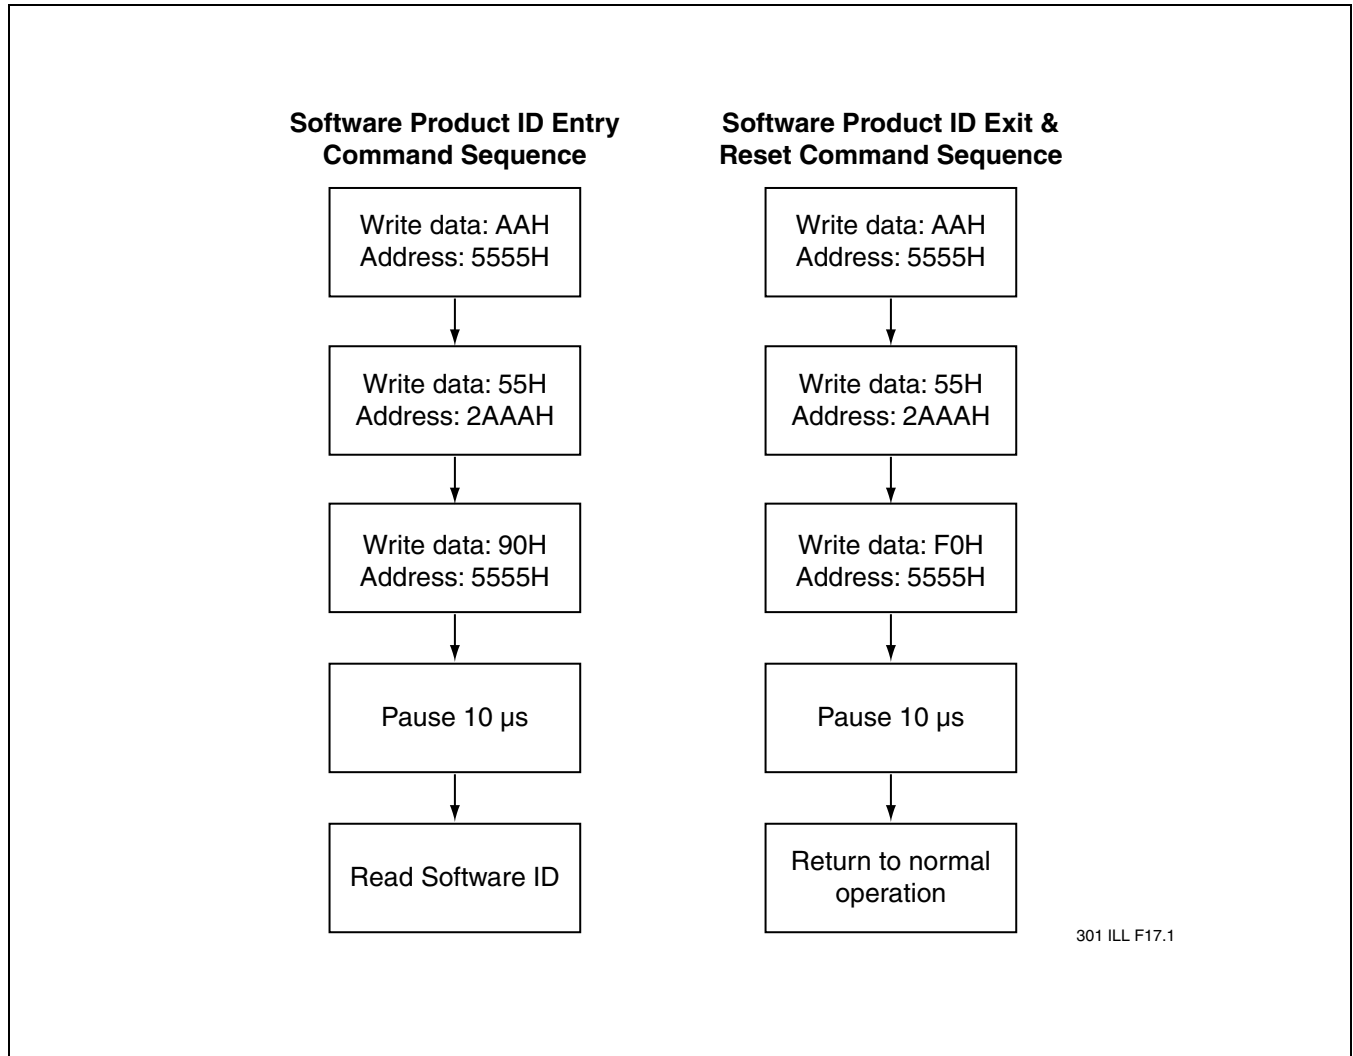 Software Product ID Entry
Command Sequence
Write data: AAH
Address: 5555H
Write data: 55H
Address: 2AAAH
Write data: 90H
Address: 5555H
Pause 10 µs
Read Software ID
Software Product ID Exit &
Reset Command Sequence
Write data: AAH
Address: 5555H
Write data: 55H
Address: 2AAAH
Write data: F0H
Address: 5555H
Pause 10 µs
Return to normal
operation
301 ILL F17.1